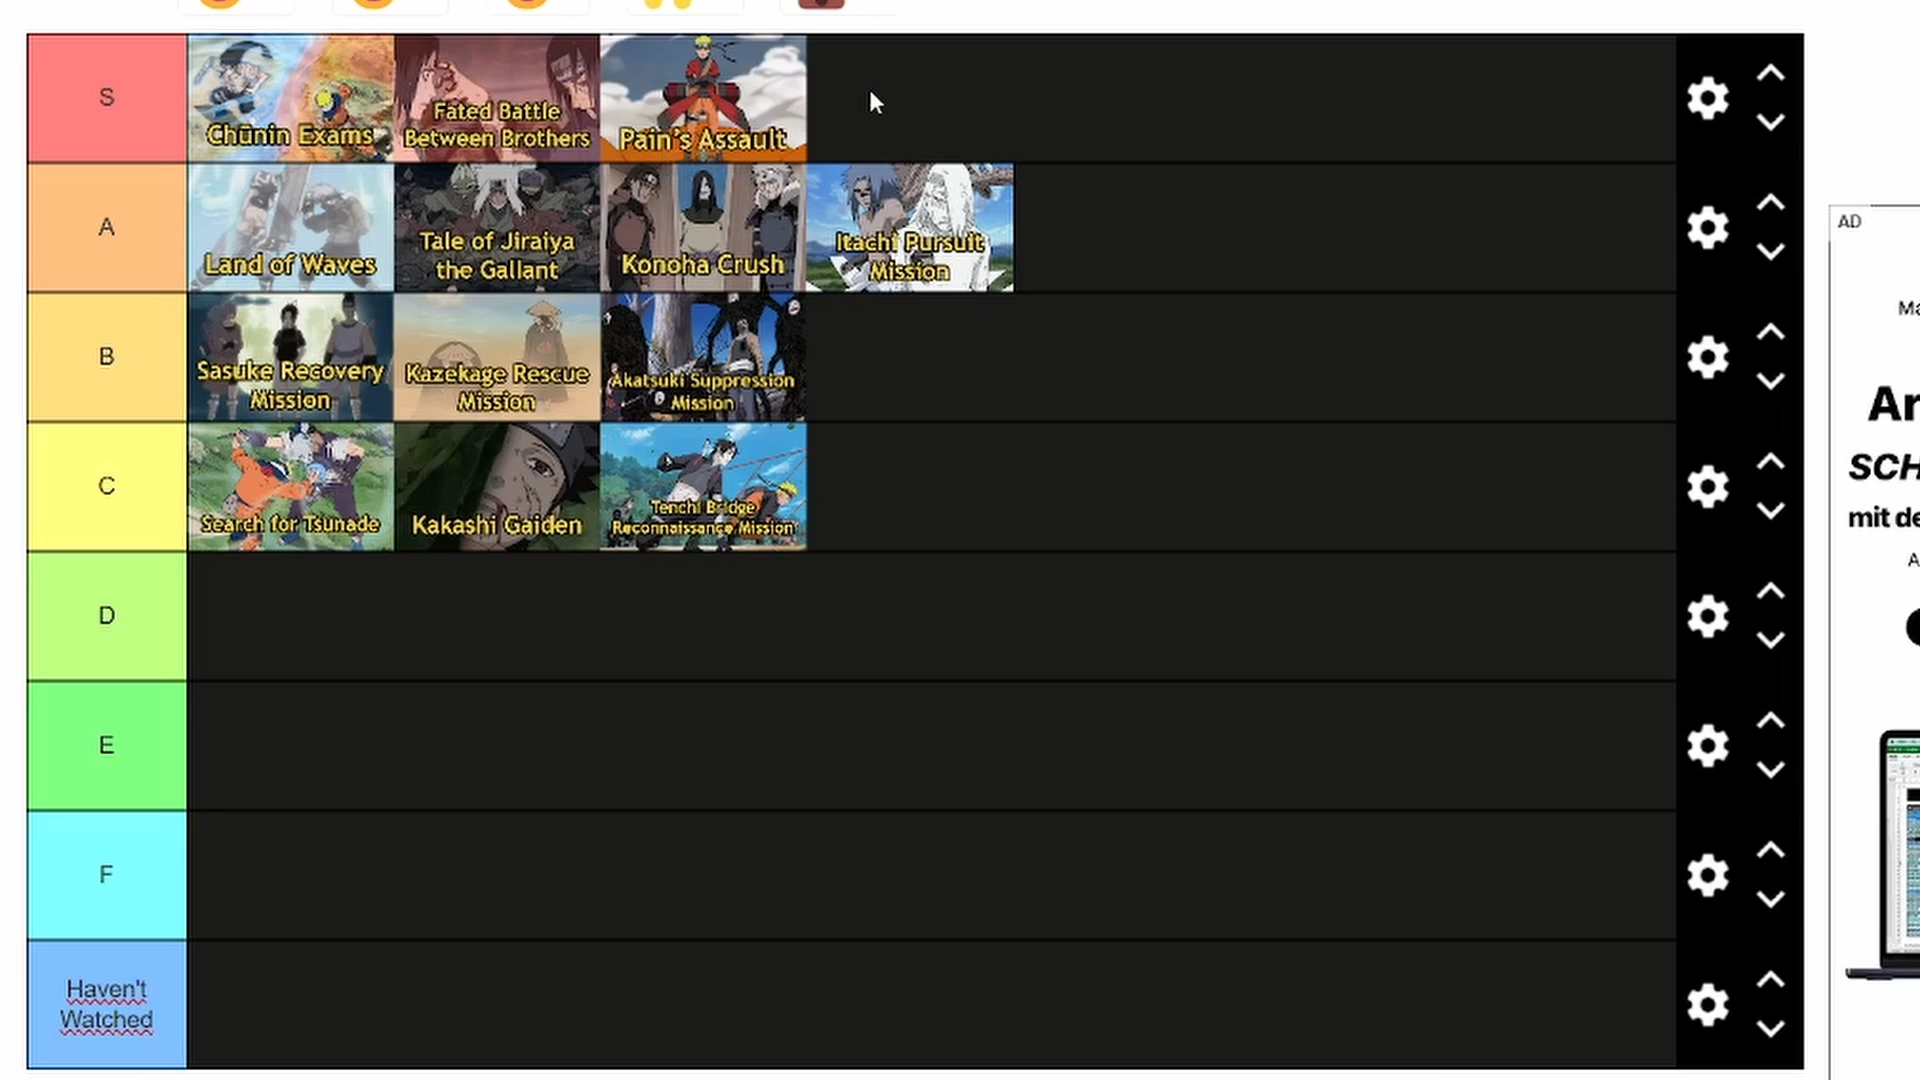 S
Chūnin Exams
Fated Battle
Between Brothers
Pain's Assault
A
Land of Waves
Tale of Jiraiya
the Gallant
Konoha Crush
Itachi Pursuit
Mission
B
Sasuke Recovery
Mission
Kazekage Rescue
Mission
Akatsuki Suppression
Mission
C
Search for Tsunade
Kakashi Gaiden
Tenchi Bridge
Reconnaissance Mission
D
E
F
Haven't
Watched
AD
Ma
Ar
SCH
mit de
A